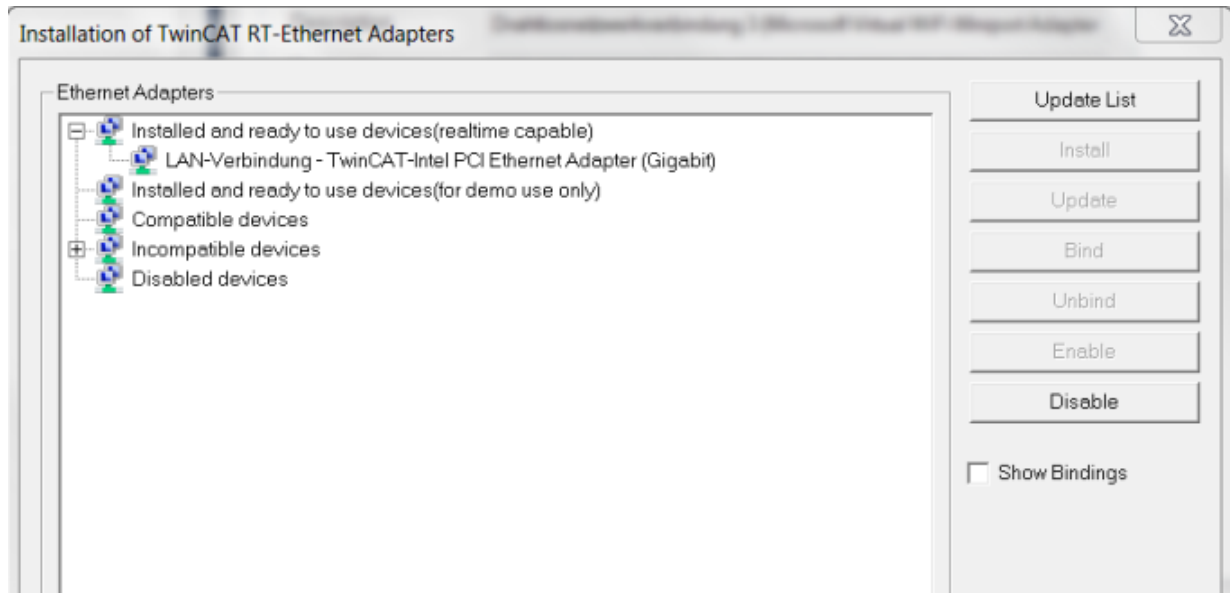 Installation of TwinCAT RT-Ethernet Adapters
Ethernet Adapters
Installed and ready to use devices(realtime capable)
LAN-Verbindung - TwinCAT-Intel PCI Ethernet Adapter (Gigabit)
Installed and ready to use devices(for demo use only)
Compatible devices
Incompatible devices
Disabled devices
Update List
Install
Update
Bind
Unbind
Enable
Disable
Show Bindings